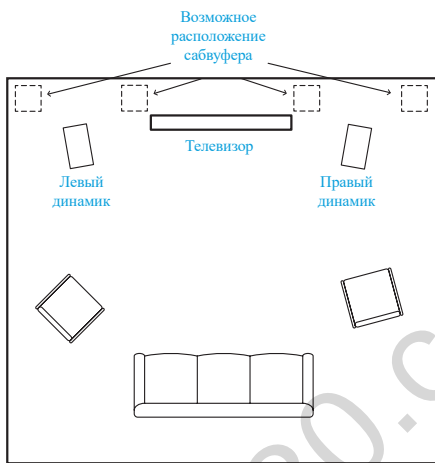 Возможное
расположение
сабвуфера
Телевизор
Левый
динамик
Правый
динамик